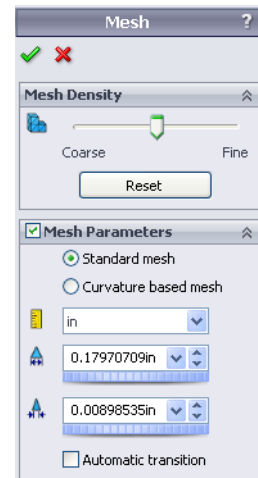 Mesh ?
Mesh Density
Coarse Fine
Reset
Mesh Parameters
Standard mesh
Curvature based mesh
in
0.17970709in
0.00898535in
Automatic transition